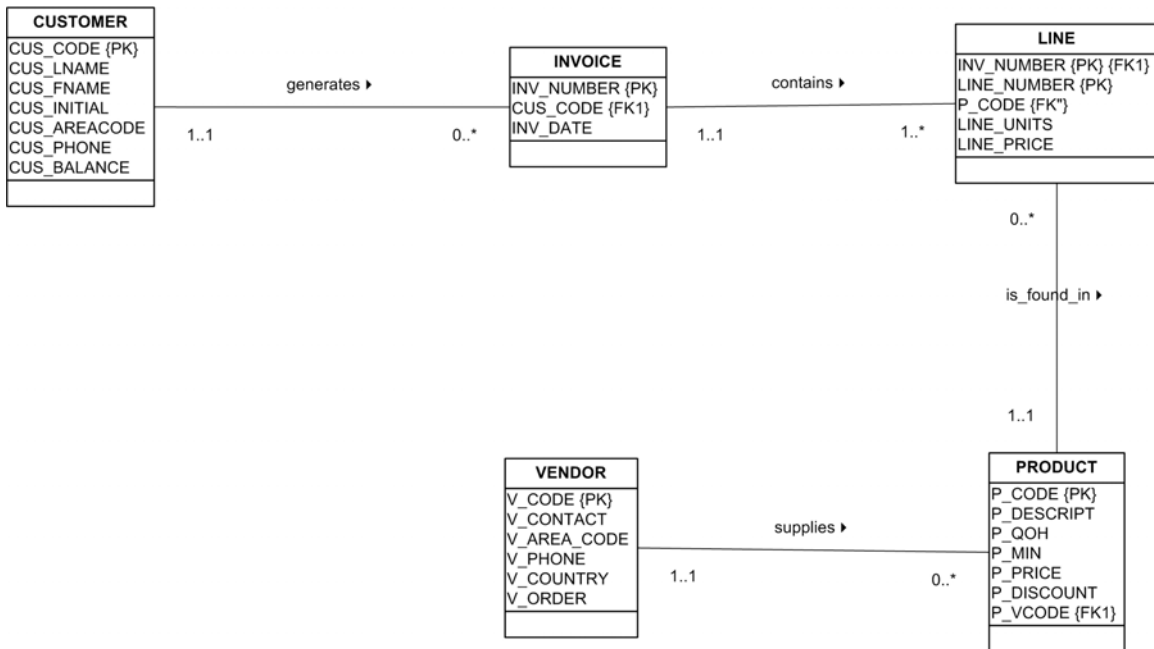 CUSTOMER
CUS_CODE {PK}
CUS_LNAME
CUS_FNAME
CUS_INITIAL
CUS_AREACODE
CUS_PHONE
CUS_BALANCE
generates ▸
1..1
0..*
INVOICE
INV_NUMBER {PK}
CUS_CODE {FK1}
INV_DATE
contains ▸
1..1
1..*
LINE
INV_NUMBER {PK} {FK1}
LINE_NUMBER {PK}
P_CODE {FK"}
LINE_UNITS
LINE_PRICE
0..*
is_found_in ▸
1..1
VENDOR
V_CODE {PK}
V_CONTACT
V_AREA_CODE
V_PHONE
V_COUNTRY
V_ORDER
supplies ▸
1..1
0..*
PRODUCT
P_CODE {PK}
P_DESCRIPT
P_QOH
P_MIN
P_PRICE
P_DISCOUNT
P_VCODE {FK1}